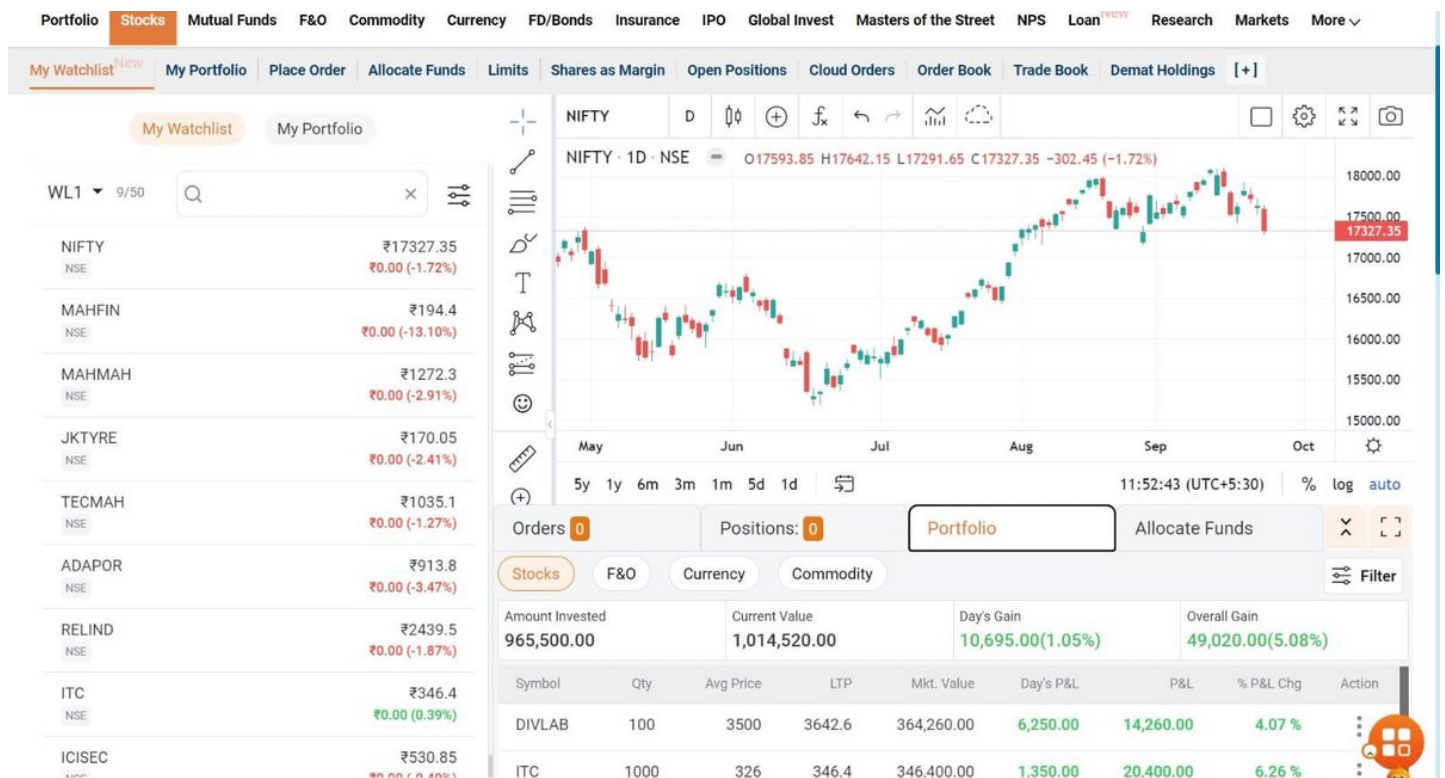 Portfolio Stocks Mutual Funds F&O Commodity Currency FD/Bonds Insurance IPO Global Invest Masters of the Street NPS Loan New Research Markets More
My Watchlist New My Portfolio Place Order Allocate Funds Limits Shares as Margin Open Positions Cloud Orders Order Book Trade Book Demat Holdings [+]
My Watchlist My Portfolio
WL1 9/50
NIFTY ₹17327.35
NSE ₹0.00 (-1.72%)
MAHFIN ₹194.4
NSE ₹0.00 (-13.10%)
MAHMAH ₹1272.3
NSE ₹0.00 (-2.91%)
JKTYRE ₹170.05
NSE ₹0.00 (-2.41%)
TECMAH ₹1035.1
NSE ₹0.00 (-1.27%)
ADAPOR ₹913.8
NSE ₹0.00 (-3.47%)
RELIND ₹2439.5
NSE ₹0.00 (-1.87%)
ITC ₹346.4
NSE ₹0.00 (0.39%)
ICISEC ₹530.85
NIFTY D
NIFTY · 1D · NSE O17593.85 H17642.15 L17291.65 C17327.35 -302.45 (-1.72%)
18000.00
17500.00
17327.35
17000.00
16500.00
16000.00
15500.00
15000.00
May Jun Jul Aug Sep Oct
5y 1y 6m 3m 1m 5d 1d 11:52:43 (UTC+5:30) % log auto
Orders 0 Positions: 0 Portfolio Allocate Funds
Stocks F&O Currency Commodity Filter
Amount Invested Current Value Day's Gain Overall Gain
965,500.00 1,014,520.00 10,695.00(1.05%) 49,020.00(5.08%)
Symbol Qty Avg Price LTP Mkt. Value Day's P&L P&L % P&L Chg Action
DIVLAB 100 3500 3642.6 364,260.00 6,250.00 14,260.00 4.07 %
ITC 1000 326 346.4 346,400.00 1,350.00 20,400.00 6.26 %